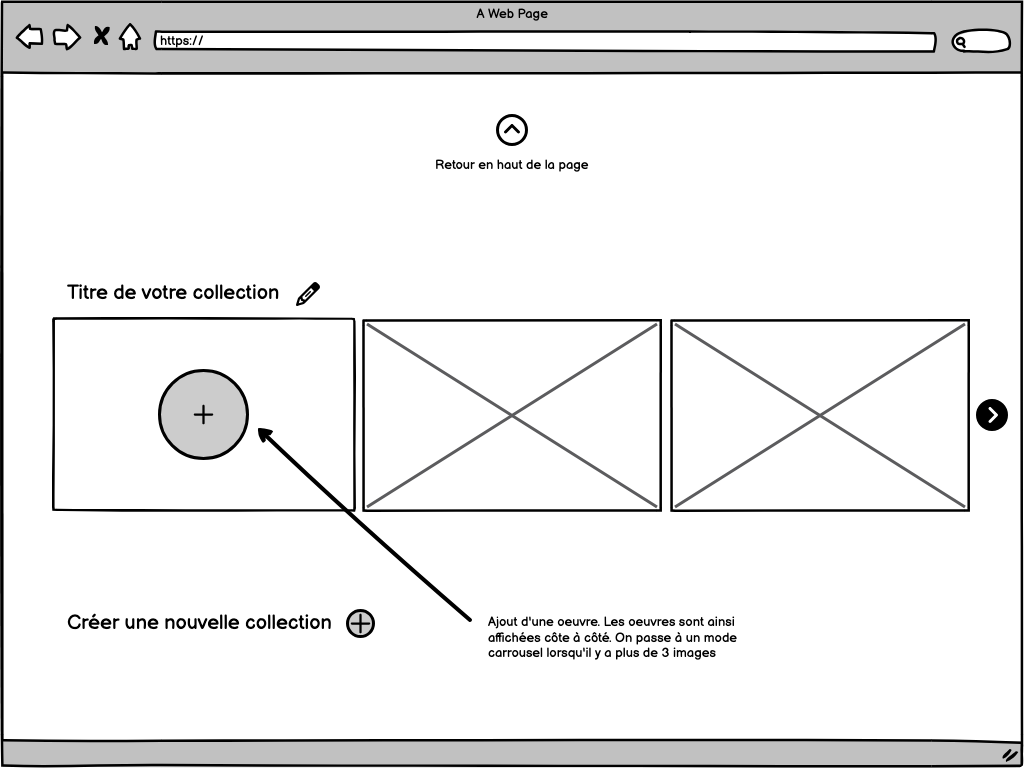 A Web Page
https://
Retour en haut de la page
Titre de votre collection
Créer une nouvelle collection
Ajout d'une oeuvre. Les oeuvres sont ainsi
affichées côte à côté. On passe à un mode
carrousel lorsqu'il y a plus de 3 images